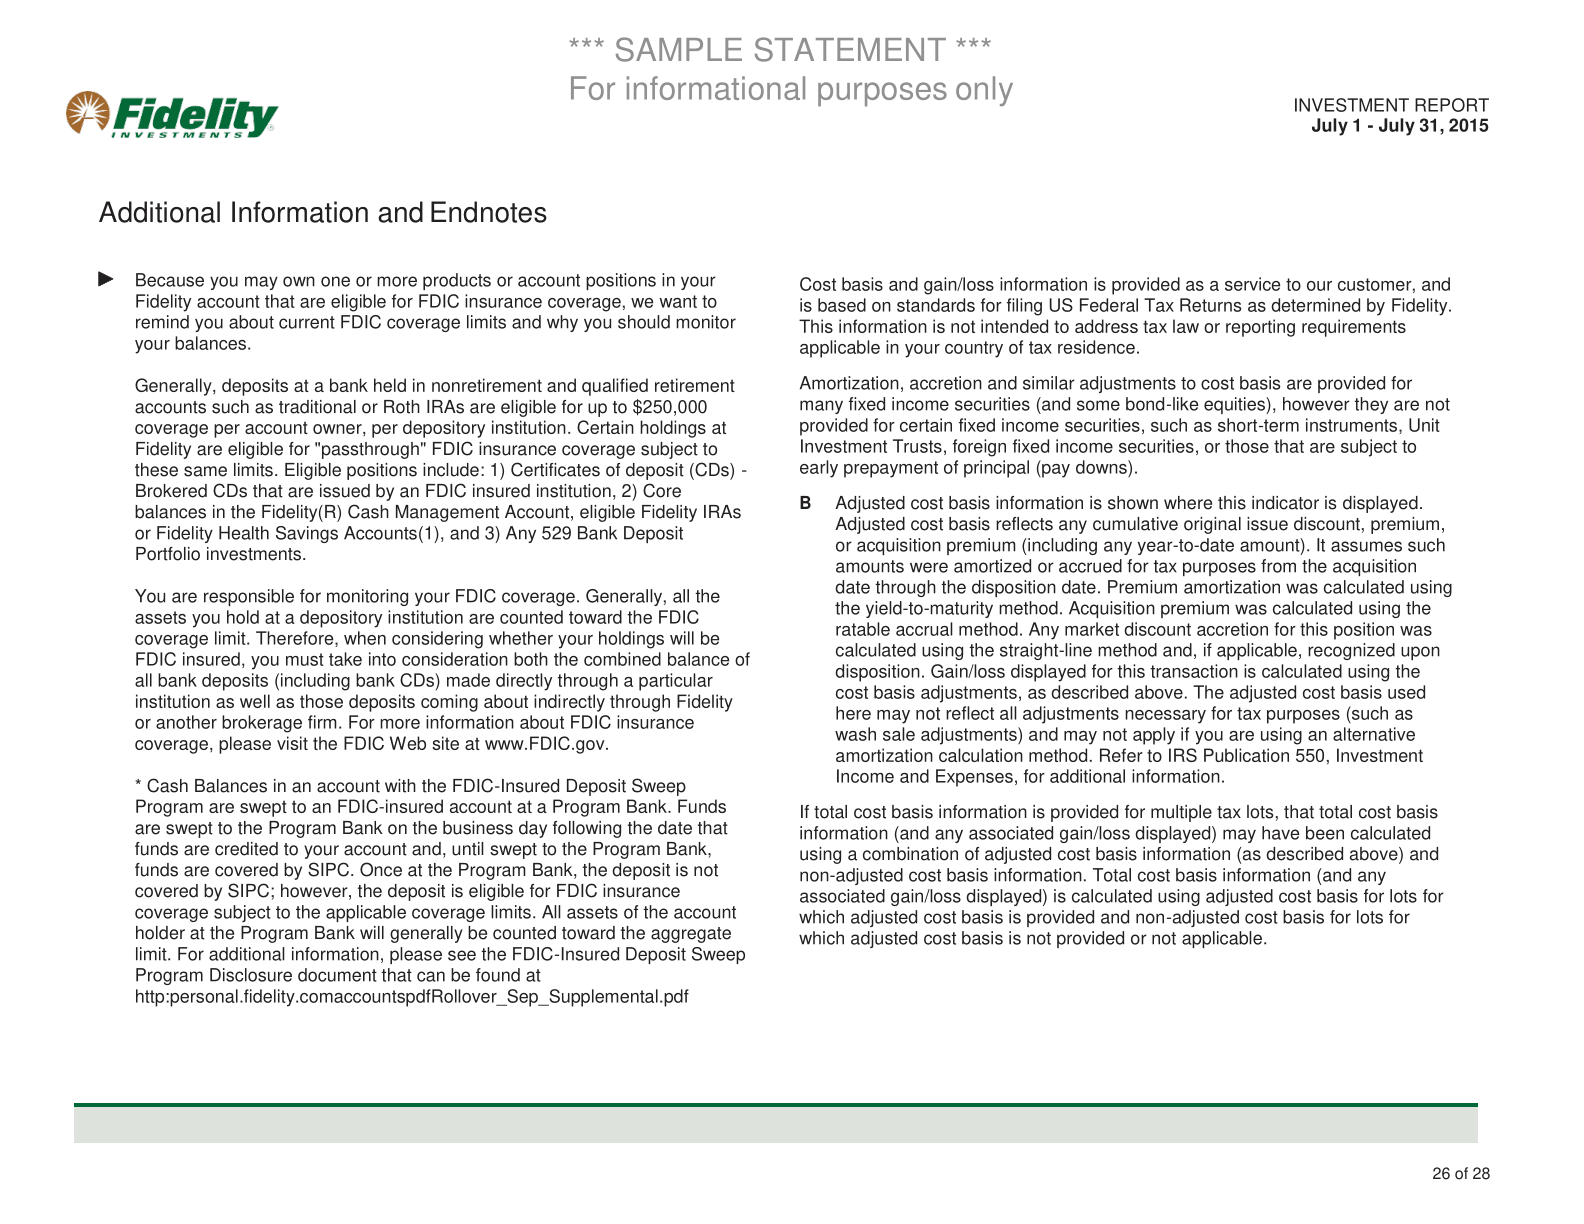 *** SAMPLE STATEMENT ***
For informational purposes only
Fidelity
INVESTMENTS
INVESTMENT REPORT
July 1 - July 31, 2015
Additional Information and Endnotes
Because you may own one or more products or account positions in your
Fidelity account that are eligible for FDIC insurance coverage, we want to
remind you about current FDIC coverage limits and why you should monitor
your balances.
Generally, deposits at a bank held in nonretirement and qualified retirement
accounts such as traditional or Roth IRAs are eligible for up to $250,000
coverage per account owner, per depository institution. Certain holdings at
Fidelity are eligible for "passthrough" FDIC insurance coverage subject to
these same limits. Eligible positions include: 1) Certificates of deposit (CDs) -
Brokered CDs that are issued by an FDIC insured institution, 2) Core
balances in the Fidelity(R) Cash Management Account, eligible Fidelity IRAs
or Fidelity Health Savings Accounts(1), and 3) Any 529 Bank Deposit
Portfolio investments.
You are responsible for monitoring your FDIC coverage. Generally, all the
assets you hold at a depository institution are counted toward the FDIC
coverage limit. Therefore, when considering whether your holdings will be
FDIC insured, you must take into consideration both the combined balance of
all bank deposits (including bank CDs) made directly through a particular
institution as well as those deposits coming about indirectly through Fidelity
or another brokerage firm. For more information about FDIC insurance
coverage, please visit the FDIC Web site at www.FDIC.gov.
* Cash Balances in an account with the FDIC-Insured Deposit Sweep
Program are swept to an FDIC-insured account at a Program Bank. Funds
are swept to the Program Bank on the business day following the date that
funds are credited to your account and, until swept to the Program Bank,
funds are covered by SIPC. Once at the Program Bank, the deposit is not
covered by SIPC; however, the deposit is eligible for FDIC insurance
coverage subject to the applicable coverage limits. All assets of the account
holder at the Program Bank will generally be counted toward the aggregate
limit. For additional information, please see the FDIC-Insured Deposit Sweep
Program Disclosure document that can be found at
http:personal.fidelity.comaccountspdfRollover_Sep_Supplemental.pdf
Cost basis and gain/loss information is provided as a service to our customer, and
is based on standards for filing US Federal Tax Returns as determined by Fidelity.
This information is not intended to address tax law or reporting requirements
applicable in your country of tax residence.
Amortization, accretion and similar adjustments to cost basis are provided for
many fixed income securities (and some bond-like equities), however they are not
provided for certain fixed income securities, such as short-term instruments, Unit
Investment Trusts, foreign fixed income securities, or those that are subject to
early prepayment of principal (pay downs).
B Adjusted cost basis information is shown where this indicator is displayed.
Adjusted cost basis reflects any cumulative original issue discount, premium,
or acquisition premium (including any year-to-date amount). It assumes such
amounts were amortized or accrued for tax purposes from the acquisition
date through the disposition date. Premium amortization was calculated using
the yield-to-maturity method. Acquisition premium was calculated using the
ratable accrual method. Any market discount accretion for this position was
calculated using the straight-line method and, if applicable, recognized upon
disposition. Gain/loss displayed for this transaction is calculated using the
cost basis adjustments, as described above. The adjusted cost basis used
here may not reflect all adjustments necessary for tax purposes (such as
wash sale adjustments) and may not apply if you are using an alternative
amortization calculation method. Refer to IRS Publication 550, Investment
Income and Expenses, for additional information.
If total cost basis information is provided for multiple tax lots, that total cost basis
information (and any associated gain/loss displayed) may have been calculated
using a combination of adjusted cost basis information (as described above) and
non-adjusted cost basis information. Total cost basis information (and any
associated gain/loss displayed) is calculated using adjusted cost basis for lots for
which adjusted cost basis is provided and non-adjusted cost basis for lots for
which adjusted cost basis is not provided or not applicable.
26 of 28